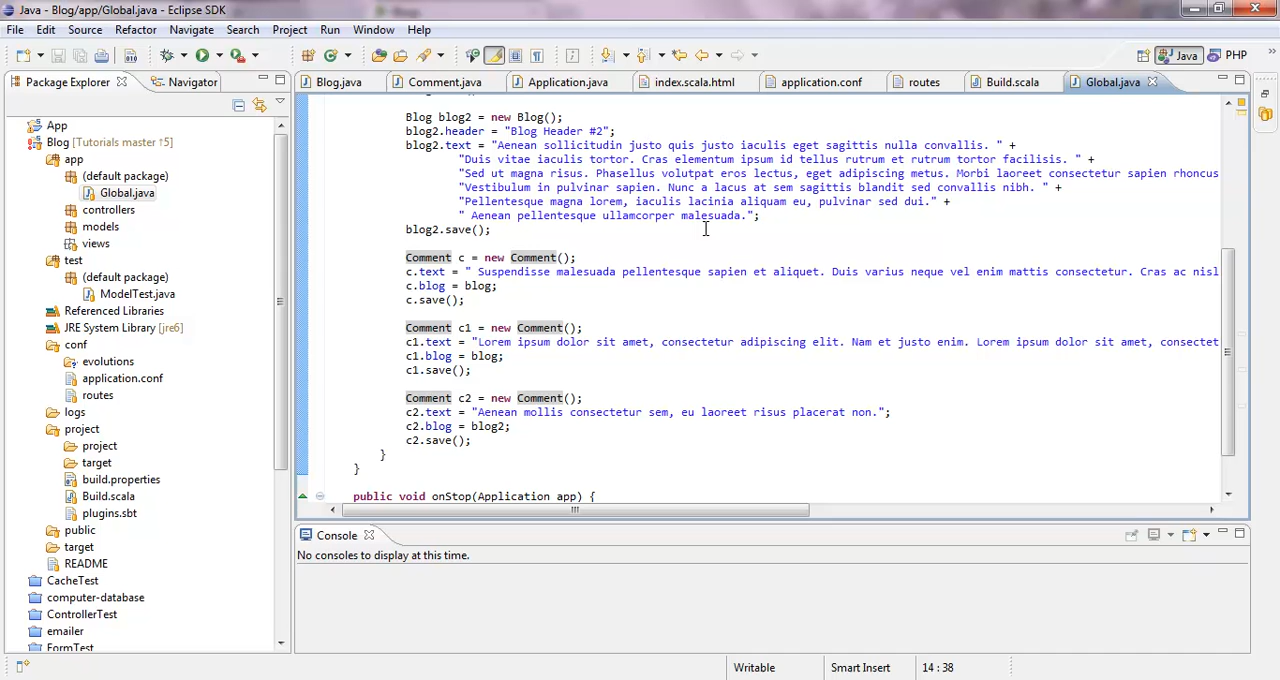 Java - Blog/app/Global.java - Eclipse SDK
File Edit Source Refactor Navigate Search Project Run Window Help
Java PHP
Package Explorer Navigator
Blog.java Comment.java Application.java index.scala.html application.conf routes Build.scala Global.java
App
Blog [Tutorials master ↑5]
app
(default package)
Global.java
controllers
models
views
test
(default package)
ModelTest.java
Referenced Libraries
JRE System Library [jre6]
conf
evolutions
application.conf
routes
logs
project
project
target
build.properties
Build.scala
plugins.sbt
public
target
README
CacheTest
computer-database
ControllerTest
emailer
FormTest
Blog blog2 = new Blog();
blog2.header = "Blog Header #2";
blog2.text = "Aenean sollicitudin justo quis justo iaculis eget sagittis nulla convallis. " +
"Duis vitae iaculis tortor. Cras elementum ipsum id tellus rutrum et rutrum tortor facilisis. " +
"Sed ut magna risus. Phasellus volutpat eros lectus, eget adipiscing metus. Morbi laoreet consectetur sapien rhoncus
"Vestibulum in pulvinar sapien. Nunc a lacus at sem sagittis blandit sed convallis nibh. " +
"Pellentesque magna lorem, iaculis lacinia aliquam eu, pulvinar sed dui." +
" Aenean pellentesque ullamcorper malesuada.";
blog2.save();
Comment c = new Comment();
c.text = " Suspendisse malesuada pellentesque sapien et aliquet. Duis varius neque vel enim mattis consectetur. Cras ac nisl
c.blog = blog;
c.save();
Comment c1 = new Comment();
c1.text = "Lorem ipsum dolor sit amet, consectetur adipiscing elit. Nam et justo enim. Lorem ipsum dolor sit amet, consectet
c1.blog = blog;
c1.save();
Comment c2 = new Comment();
c2.text = "Aenean mollis consectetur sem, eu laoreet risus placerat non.";
c2.blog = blog2;
c2.save();
}
}
public void onStop(Application app) {
Console
No consoles to display at this time.
Writable Smart Insert 14 : 38